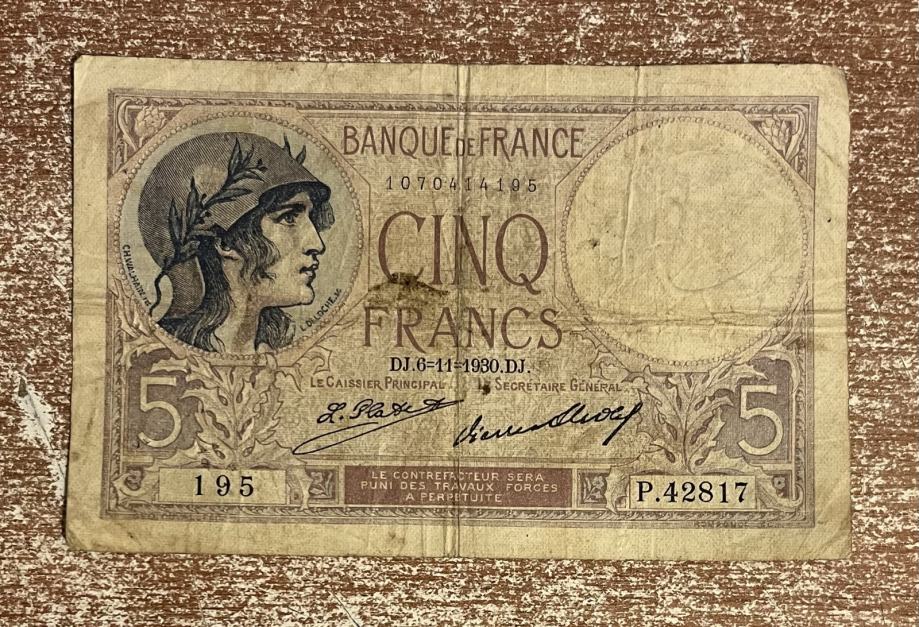 BANQUE DE FRANCE
1070414195
CINQ
FRANCS
DJ.6=11=1930.DJ.
LE CAISSIER PRINCIPAL
LE SECRÉTAIRE GÉNÉRAL
5
5
195
LE CONTREFACTEUR SERA
PUNI DES TRAVAUX FORCES
A PERPÉTUITÉ
P.42817